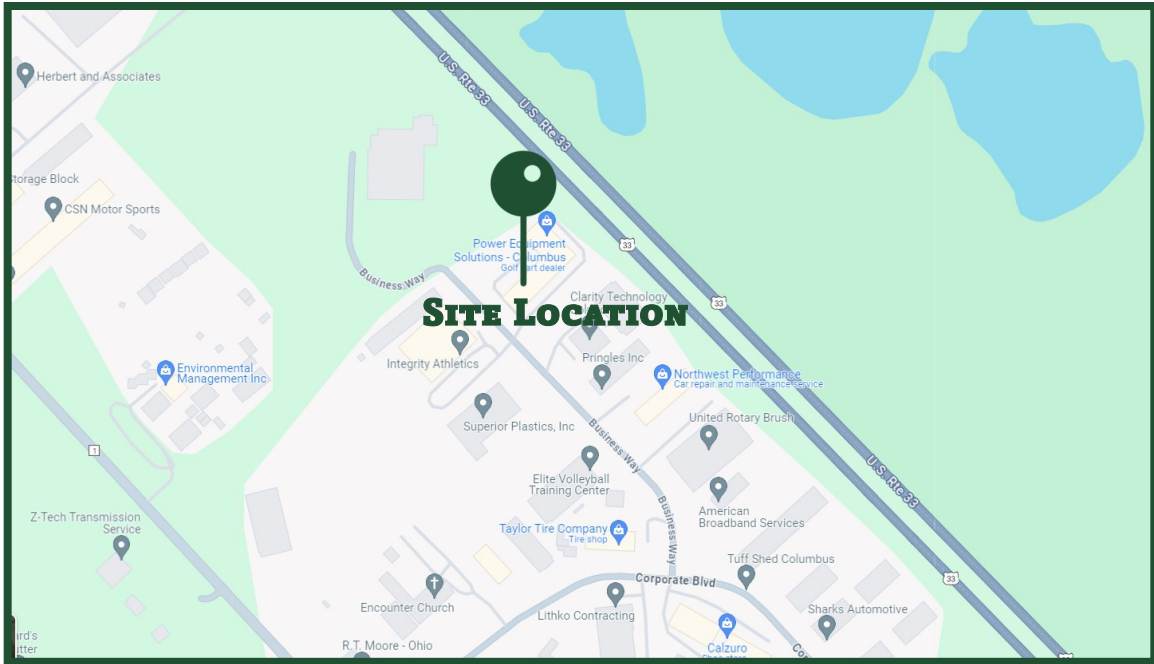 Herbert and Associates
U.S. Rte 33
U.S. Rte 33
Storage Block
CSN Motor Sports
33
Power Equipment
Solutions - Columbus
Golf cart dealer
Business Way
33
Clarity Technology
SITE LOCATION
Integrity Athletics
Pringles Inc
Environmental
Management Inc
Northwest Performance
Car repair and maintenance service
Superior Plastics, Inc
United Rotary Brush
Business Way
1
Elite Volleyball
Training Center
U.S. Rte 33
American
Broadband Services
Z-Tech Transmission
Service
Taylor Tire Company
Tire shop
Business Way
Tuff Shed Columbus
Corporate Blvd
33
Encounter Church
Lithko Contracting
Sharks Automotive
R.T. Moore - Ohio
Calzuro